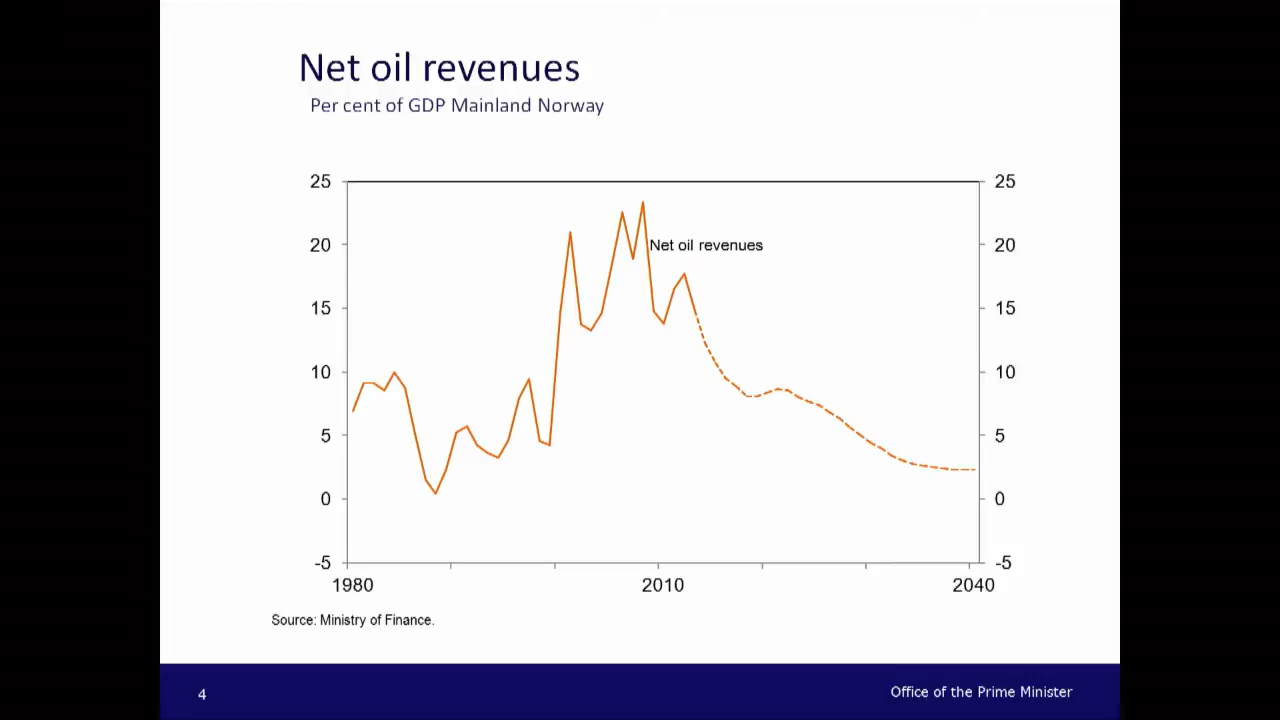 Net oil revenues
Per cent of GDP Mainland Norway
25 25
20 Net oil revenues 20
15 15
10 10
5 5
0 0
-5 -5
1980 2010 2040
Source: Ministry of Finance.
4 Office of the Prime Minister